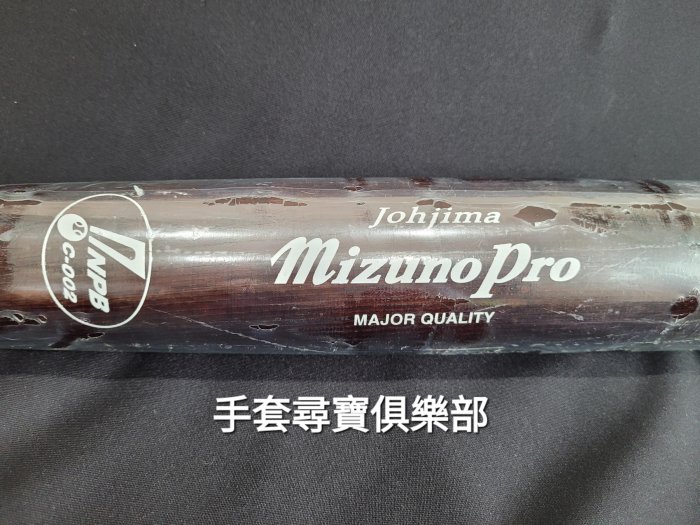 Johjima
MizunoPro
MAJOR QUALITY
NPB
C-002
手套尋寶俱樂部